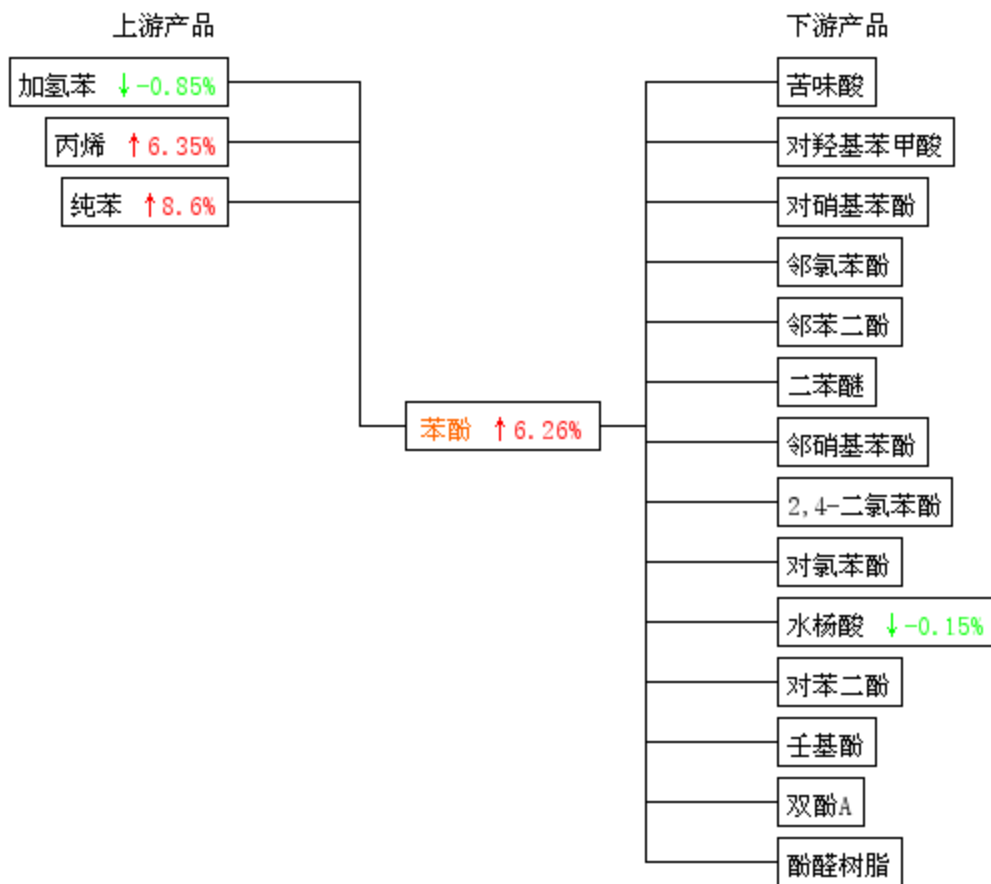 上游产品
下游产品
加氢苯 ↓-0.85%
丙烯 ↑6.35%
纯苯 ↑8.6%
苯酚 ↑6.26%
苦味酸
对羟基苯甲酸
对硝基苯酚
邻氯苯酚
邻苯二酚
二苯醚
邻硝基苯酚
2,4-二氯苯酚
对氯苯酚
水杨酸 ↓-0.15%
对苯二酚
壬基酚
双酚A
酚醛树脂